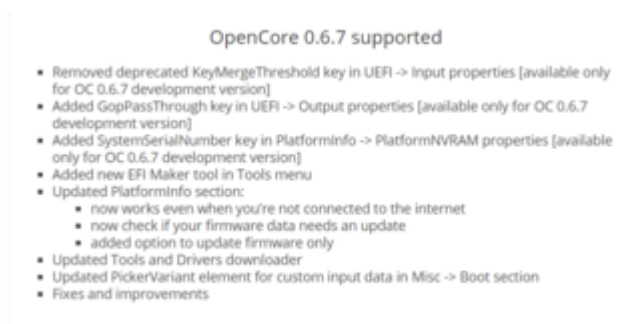 OpenCore 0.6.7 supported
▪ Removed deprecated KeyMergeThreshold key in UEFI -> Input properties [available only
for OC 0.6.7 development version]
▪ Added GopPassThrough key in UEFI -> Output properties [available only for OC 0.6.7
development version]
▪ Added SystemSerialNumber key in PlatformInfo -> PlatformNVRAM properties [available
only for OC 0.6.7 development version]
▪ Added new EFI Maker tool in Tools menu
▪ Updated PlatformInfo section:
▪ now works even when you're not connected to the internet
▪ now check if your firmware data needs an update
▪ added option to update firmware only
▪ Updated Tools and Drivers downloader
▪ Updated PickerVariant element for custom input data in Misc -> Boot section
▪ Fixes and improvements